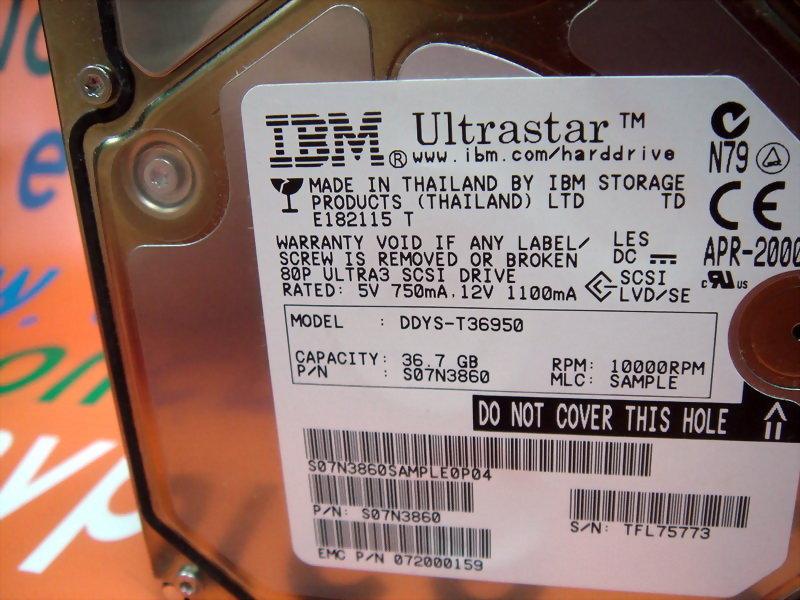 IBM® Ultrastar™
www.ibm.com/harddrive
N79
MADE IN THAILAND BY IBM STORAGE
PRODUCTS (THAILAND) LTD TD
E182115 T
CE
WARRANTY VOID IF ANY LABEL/
SCREW IS REMOVED OR BROKEN
80P ULTRA3 SCSI DRIVE
RATED: 5V 750mA, 12V 1100mA
LES
DC
APR-2000
SCSI
LVD/SE
c RU us
MODEL : DDYS-T36950
CAPACITY: 36.7 GB
P/N : S07N3860
RPM: 10000RPM
MLC: SAMPLE
DO NOT COVER THIS HOLE
S07N3860SAMPLE0P04
P/N: S07N3860
S/N: TFL75773
EMC P/N 072000159